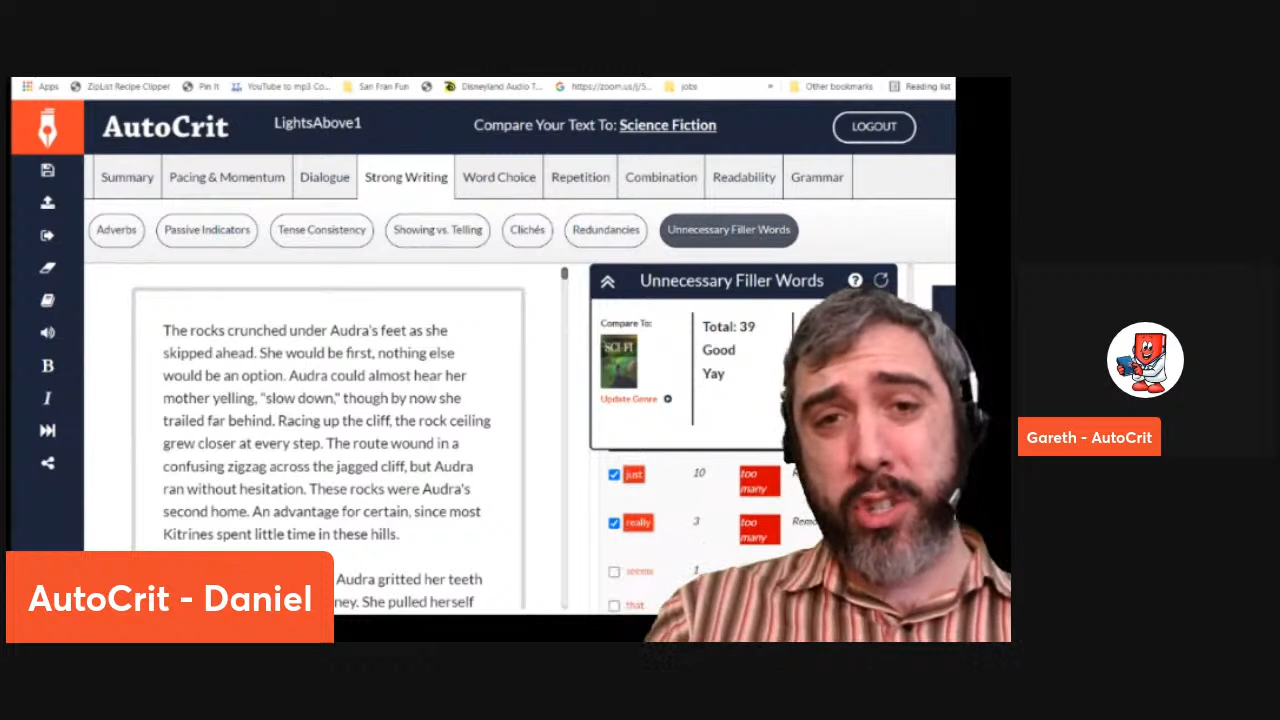 Apps ZipList Recipe Clipper Pin It YouTube to mp3 Co... San Fran Fun Disneyland Audio T... https://zoom.us/j/5... jobs » Other bookmarks Reading list
AutoCrit LightsAbove1 Compare Your Text To: Science Fiction LOGOUT
Summary Pacing & Momentum Dialogue Strong Writing Word Choice Repetition Combination Readability Grammar
Adverbs Passive Indicators Tense Consistency Showing vs. Telling Clichés Redundancies Unnecessary Filler Words
B
I
The rocks crunched under Audra's feet as she
skipped ahead. She would be first, nothing else
would be an option. Audra could almost hear her
mother yelling, "slow down," though by now she
trailed far behind. Racing up the cliff, the rock ceiling
grew closer at every step. The route wound in a
confusing zigzag across the jagged cliff, but Audra
ran without hesitation. These rocks were Audra's
second home. An advantage for certain, since most
Kitrines spent little time in these hills.
Audra gritted her teeth
She pulled herself
Unnecessary Filler Words ?
Compare To:
SCI-FI
Update Genre
Total: 39
Good
Yay
just 10 too
many
really 3 too
many
seems 1
that
AutoCrit - Daniel
Gareth - AutoCrit